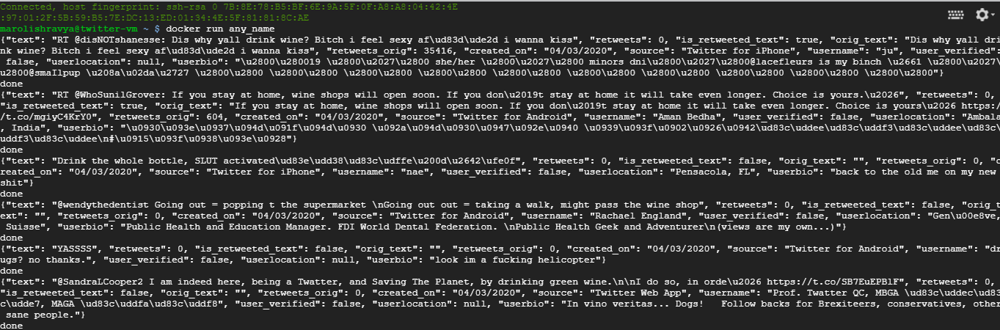 Connected, host fingerprint: ssh-rsa 0 7B:8E:78:B5:BF:6E:9A:5F:0F:A8:A8:04:42:4E
:97:01:2F:5B:59:B5:7E:DC:13:ED:01:34:4E:5F:81:81:8C:AE
marolishravya@twitter-vm ~ $ docker run any_name
{"text": "RT @disNOTshanesse: Dis why yall drink wine? Bitch i feel sexy af\ud83d\ude2d i wanna kiss", "retweets": 0, "is_retweeted_text": true, "orig_text": "Dis why yall dri
nk wine? Bitch i feel sexy af\ud83d\ude2d i wanna kiss", "retweets_orig": 35416, "created_on": "04/03/2020", "source": "Twitter for iPhone", "username": "ju", "user_verified":
 false, "userlocation": null, "userbio": "\u2800\u280019 \u2800\u2027\u2800 she/her \u2800\u2027\u2800 minors dni\u2800\u2027\u2800@lacefleurs is my binch \u2661 \u2800\u2027\
u2800@smaIlpup \u208a\u02da\u2727 \u2800\u2800 \u2800\u2800 \u2800\u2800 \u2800\u2800 \u2800\u2800 \u2800\u2800 \u2800\u2800 \u2800\u2800 \u2800\u2800 \u2800\u2800"}
done
{"text": "RT @WhoSunilGrover: If you stay at home, wine shops will open soon. If you don\u2019t stay at home it will take even longer. Choice is yours.\u2026", "retweets": 0,
"is_retweeted_text": true, "orig_text": "If you stay at home, wine shops will open soon. If you don\u2019t stay at home it will take even longer. Choice is yours\u2026 https:/
/t.co/mgiyC4KrY0", "retweets_orig": 604, "created_on": "04/03/2020", "source": "Twitter for Android", "username": "Aman Bedha", "user_verified": false, "userlocation": "Ambala
, India", "userbio": "\u0930\u093e\u0937\u094d\u091f\u094d\u0930 \u092a\u094d\u0930\u0947\u092e\u0940 \u0939\u093f\u0902\u0926\u0942\ud83c\uddee\ud83c\uddf3\ud83c\uddee\ud83c\
uddf3\ud83c\uddee\n#\u0915\u093f\u0938\u093e\u0928"}
done
{"text": "Drink the whole bottle, SLUT activated\ud83e\udd38\ud83c\udffe\u200d\u2642\ufe0f", "retweets": 0, "is_retweeted_text": false, "orig_text": "", "retweets_orig": 0, "c
reated_on": "04/03/2020", "source": "Twitter for iPhone", "username": "nae", "user_verified": false, "userlocation": "Pensacola, FL", "userbio": "back to the old me on my new
shit"}
done
{"text": "@wendythedentist Going out = popping t the supermarket \nGoing out out = taking a walk, might pass the wine shop", "retweets": 0, "is_retweeted_text": false, "orig_t
ext": "", "retweets_orig": 0, "created_on": "04/03/2020", "source": "Twitter for Android", "username": "Rachael England", "user_verified": false, "userlocation": "Gen\u00e8ve,
 Suisse", "userbio": "Public Health and Education Manager. FDI World Dental Federation. \nPublic Health Geek and Adventurer\n(views are my own...)"}
done
{"text": "YASSSS", "retweets": 0, "is_retweeted_text": false, "orig_text": "", "retweets_orig": 0, "created_on": "04/03/2020", "source": "Twitter for Android", "username": "dr
ugs? no thanks.", "user_verified": false, "userlocation": null, "userbio": "look im a fucking helicopter"}
done
{"text": "@SandraLCooper2 I am indeed here, being a Twatter, and Saving The Planet, by drinking green wine.\n\nI do so, in orde\u2026 https://t.co/SB7EuEPBlF", "retweets": 0,
"is_retweeted_text": false, "orig_text": "", "retweets_orig": 0, "created_on": "04/03/2020", "source": "Twitter Web App", "username": "Prof. Twatter QC, MBGA \ud83c\uddec\ud83
c\udde7, MAGA \ud83c\uddfa\ud83c\uddf8", "user_verified": false, "userlocation": null, "userbio": "In vino veritas... Dogs!   Follow backs for Brexiteers, conservatives, other
 sane people."}
done